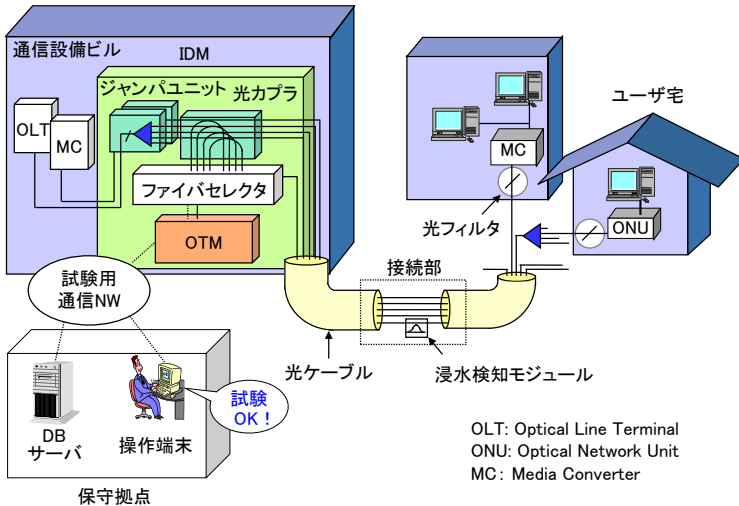 通信設備ビル
IDM
ジャンパユニット
光カプラ
OLT
MC
ファイバセレクタ
OTM
試験用
通信NW
ユーザ宅
MC
光フィルタ
ONU
接続部
光ケーブル
浸水検知モジュール
試験
OK！
DB
サーバ
操作端末
保守拠点
OLT: Optical Line Terminal
ONU: Optical Network Unit
MC: Media Converter